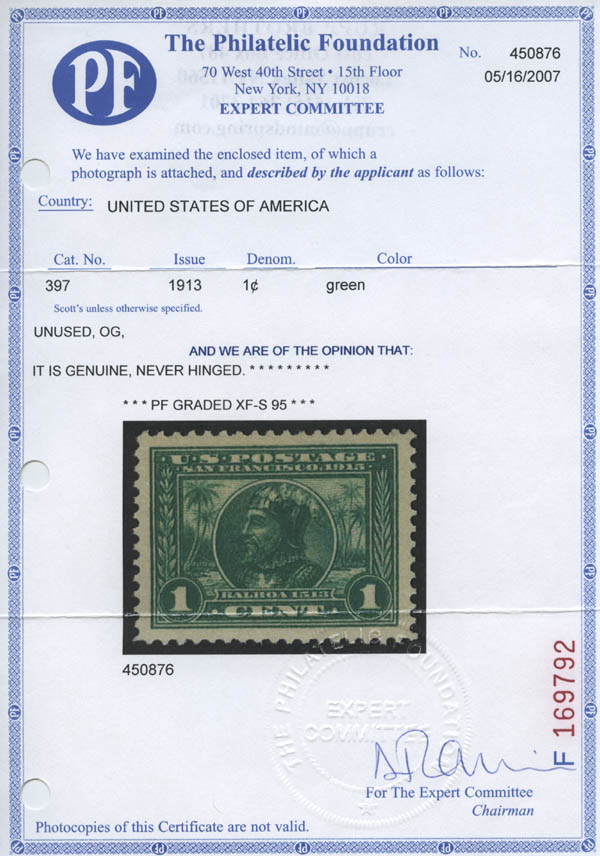 PF
The Philatelic Foundation
70 West 40th Street • 15th Floor
New York, NY 10018
EXPERT COMMITTEE
No. 450876
05/16/2007
We have examined the enclosed item, of which a
photograph is attached, and described by the applicant as follows:
Country: UNITED STATES OF AMERICA
Cat. No. Issue Denom. Color
397 1913 1¢ green
Scott's unless otherwise specified.
UNUSED, OG,
AND WE ARE OF THE OPINION THAT:
IT IS GENUINE, NEVER HINGED. * * * * * * * * *
* * * PF GRADED XF-S 95 * * *
U·S·POSTAGE
SAN FRANCISCO, 1915
BALBOA 1513
1 CENT 1
450876
THE PHILATELIC FOUNDATION
EXPERT
COMMITTEE
F 169792
For The Expert Committee
Chairman
Photocopies of this Certificate are not valid.